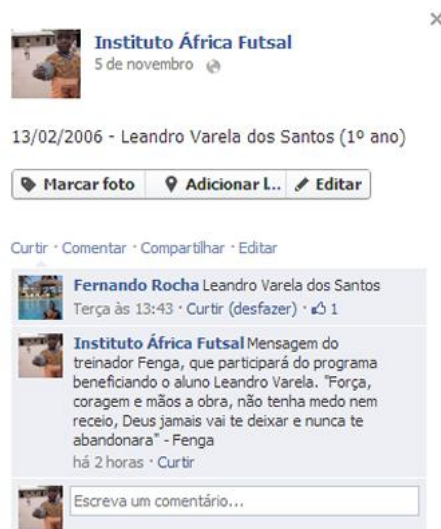 Instituto África Futsal
5 de novembro
13/02/2006 - Leandro Varela dos Santos (1º ano)
Marcar foto Adicionar l... Editar
Curtir · Comentar · Compartilhar · Editar
Fernando Rocha Leandro Varela dos Santos
Terça às 13:43 · Curtir (desfazer) · 1
Instituto África Futsal Mensagem do
treinador Fenga, que participará do programa
beneficiando o aluno Leandro Varela. "Força,
coragem e mãos a obra, não tenha medo nem
receio, Deus jamais vai te deixar e nunca te
abandonara" - Fenga
há 2 horas · Curtir
Escreva um comentário...